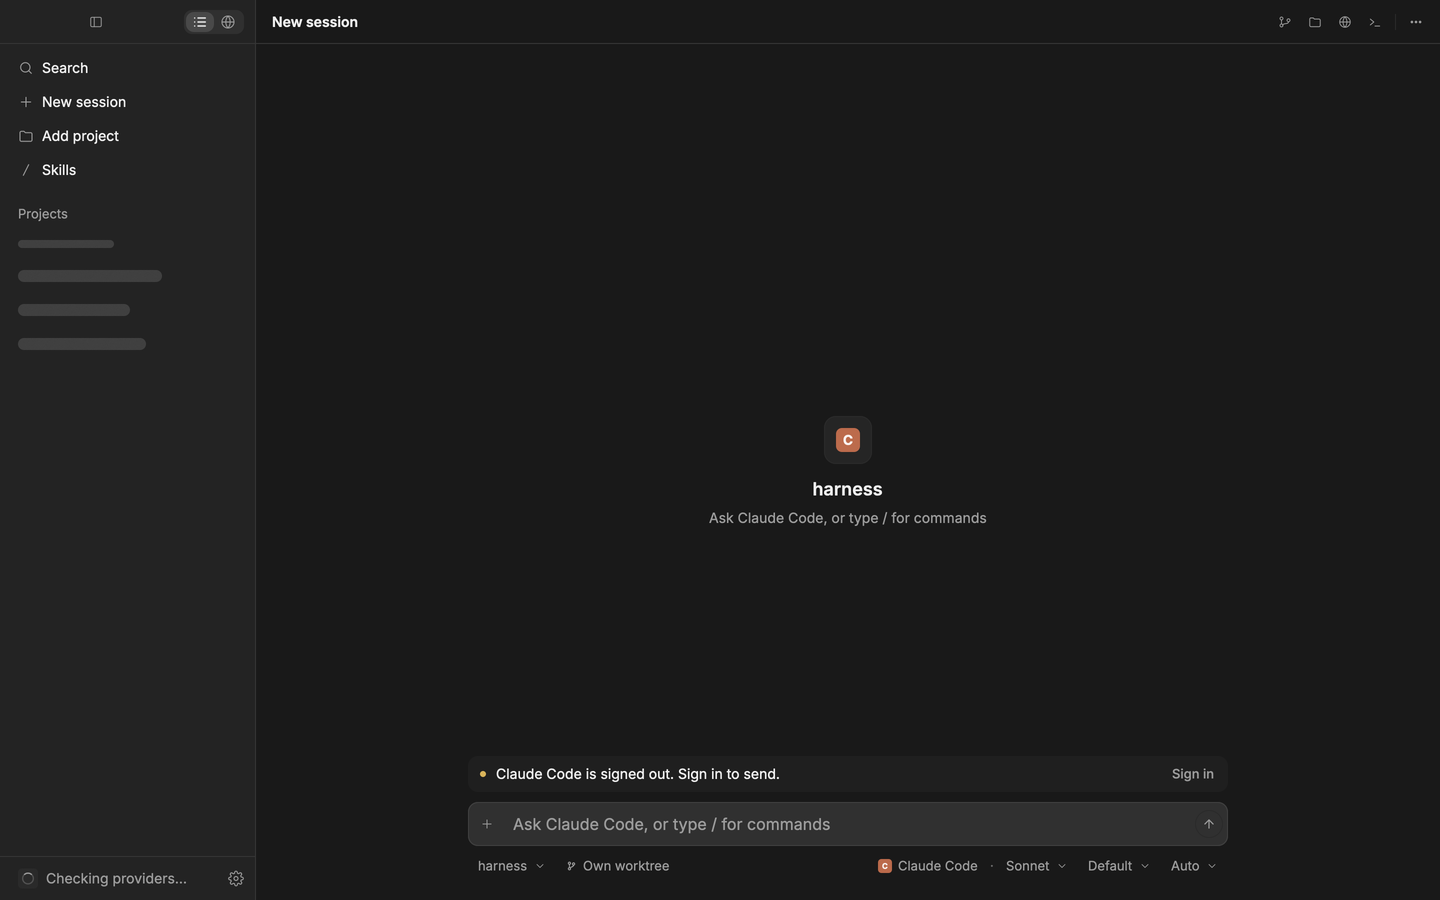 New session
Search
New session
Add project
/ Skills
Projects
C
harness
Ask Claude Code, or type / for commands
Claude Code is signed out. Sign in to send.
Sign in
Ask Claude Code, or type / for commands
harness
Own worktree
C Claude Code · Sonnet
Default
Auto
Checking providers...